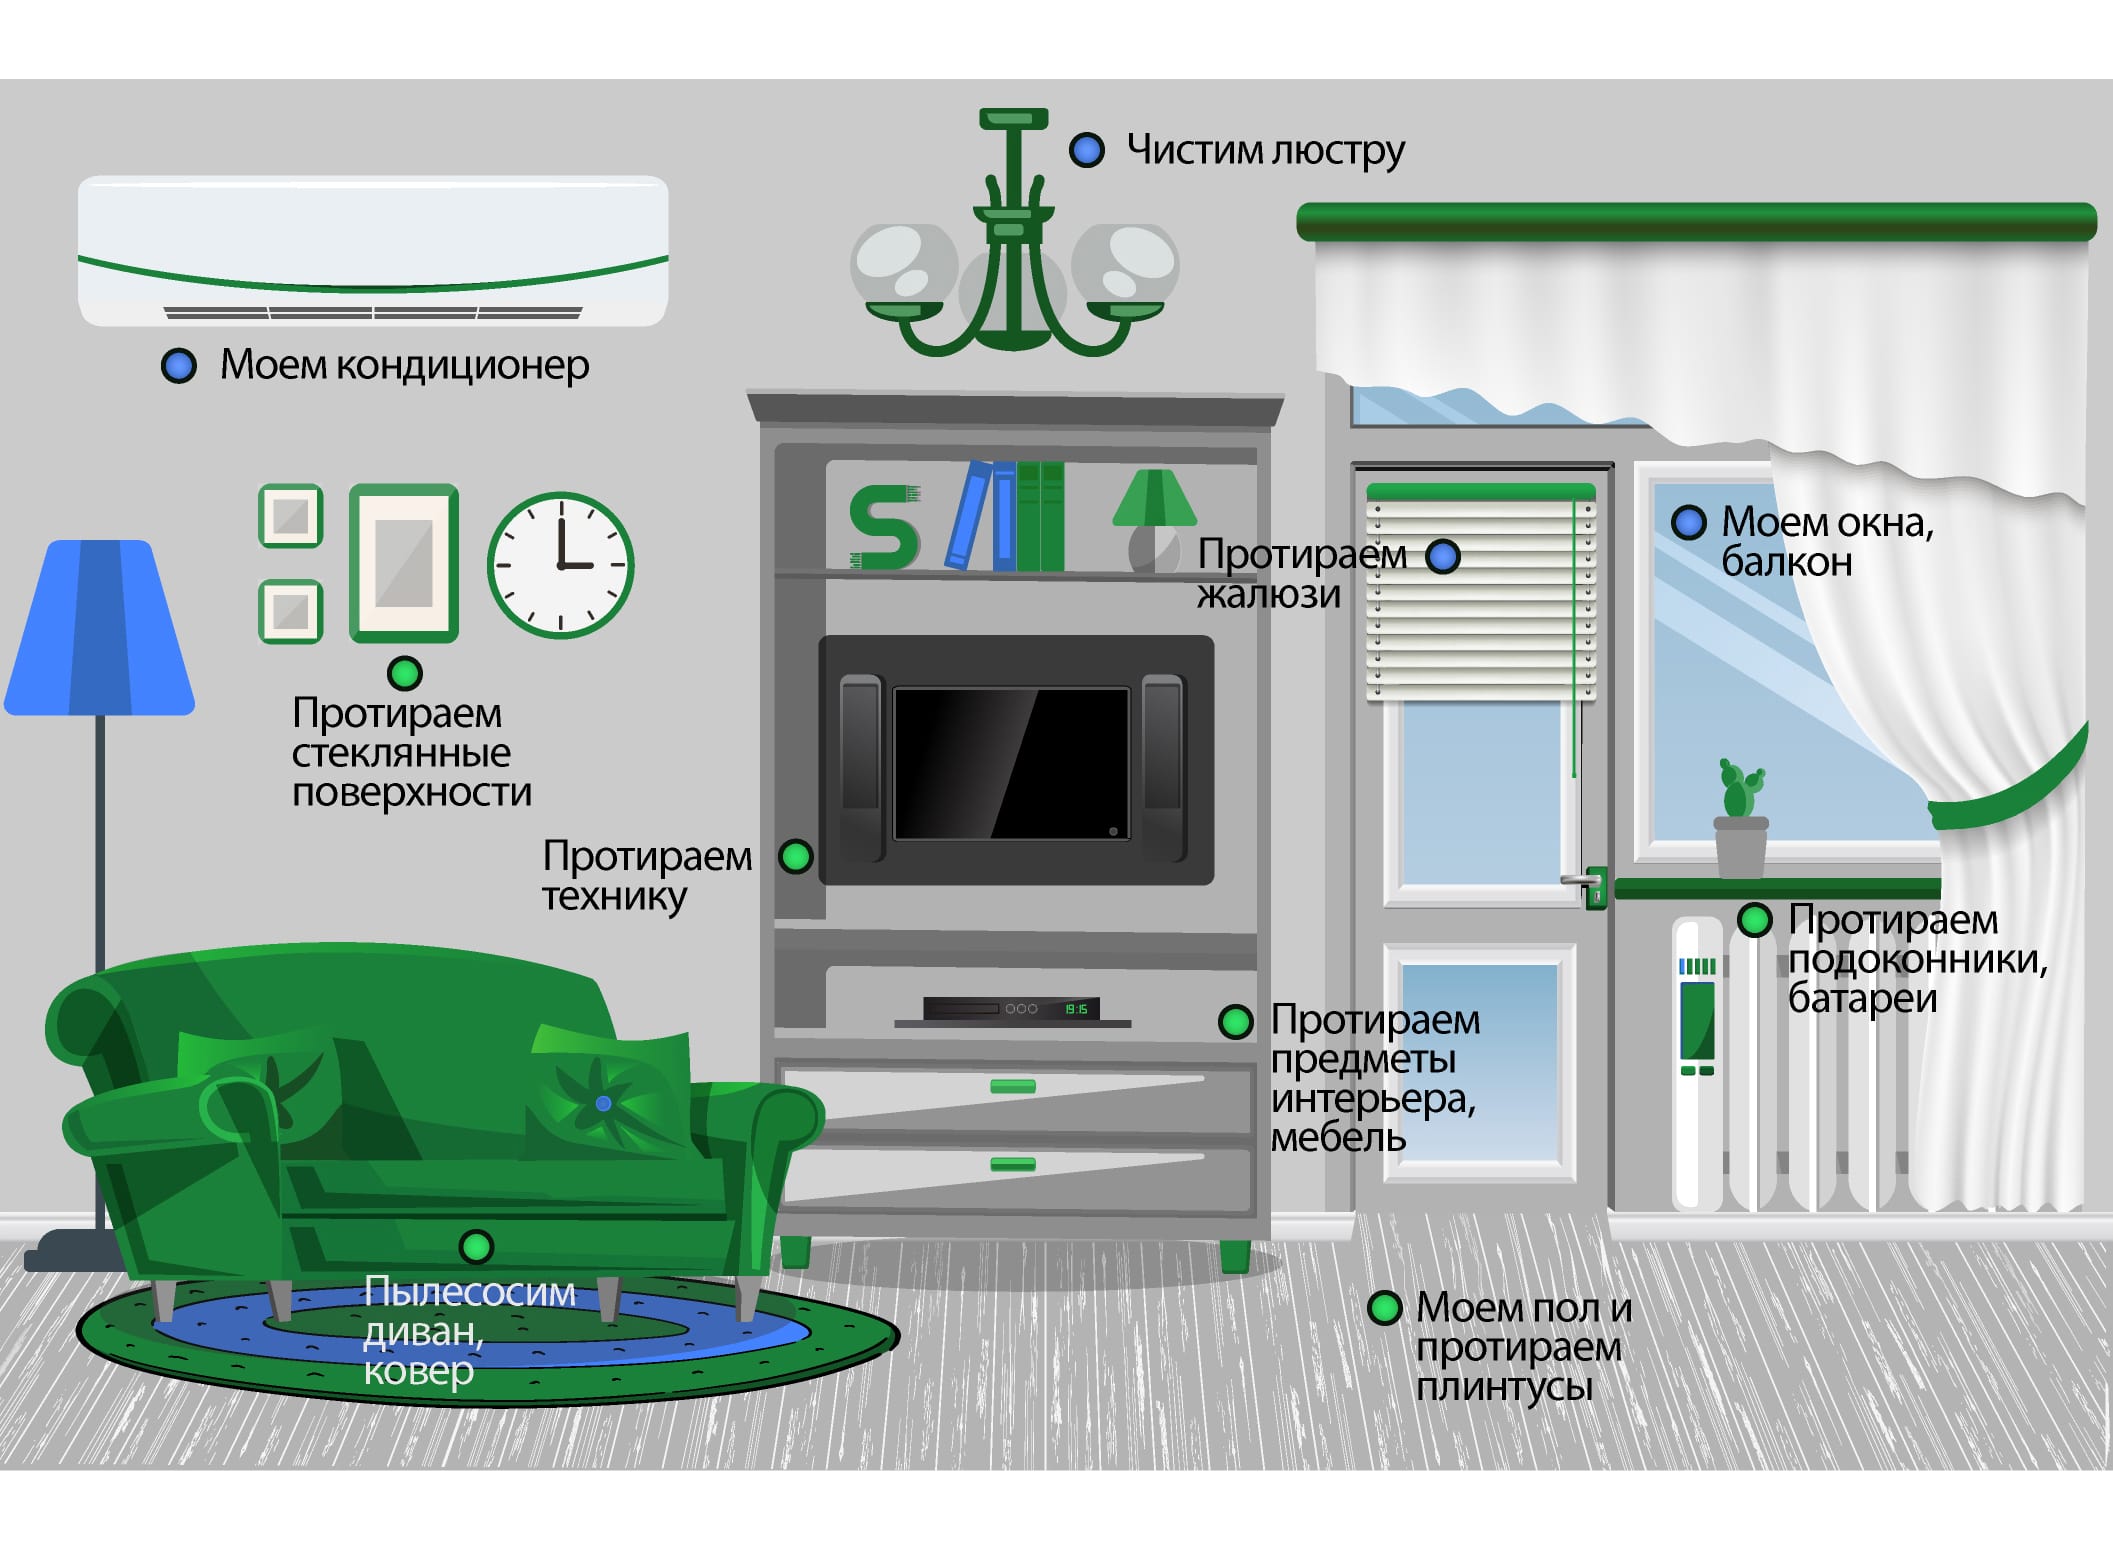 Чистим люстру
Моем кондиционер
Моем окна,
балкон
Протираем
жалюзи
Протираем
стеклянные
поверхности
Протираем
технику
Протираем
подоконники,
батареи
19:15
Протираем
предметы
интерьера,
мебель
Пылесосим
диван,
ковер
Моем пол и
протираем
плинтусы